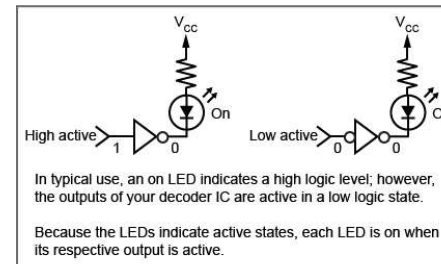 V_CC V_CC
On O
High active 1 0 Low active 0 0
In typical use, an on LED indicates a high logic level; however,
the outputs of your decoder IC are active in a low logic state.
Because the LEDs indicate active states, each LED is on when
its respective output is active.